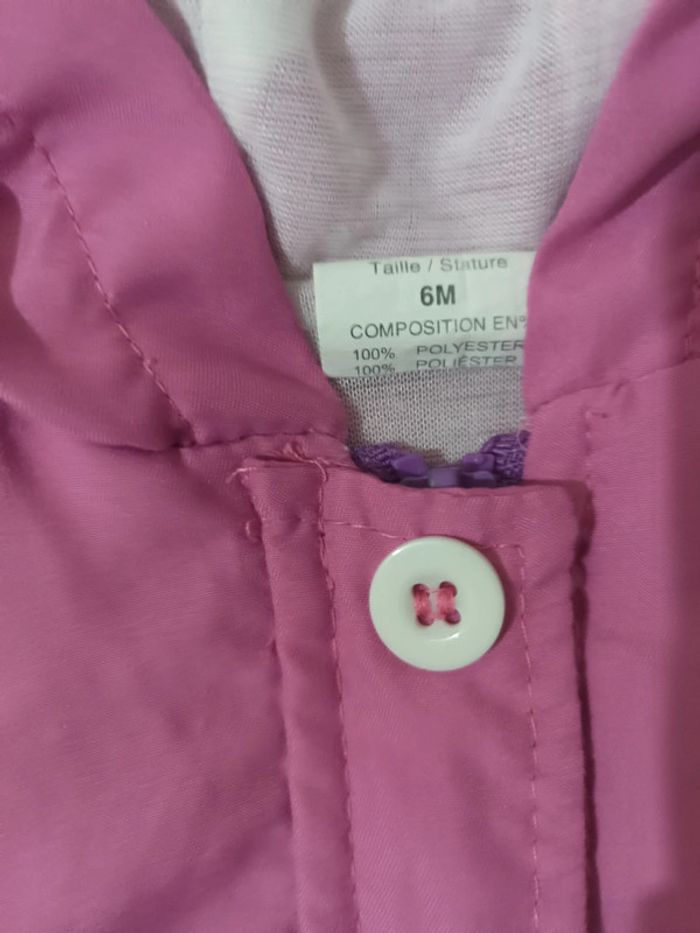 Taille / Stature
6M
COMPOSITION EN%
100% POLYESTER
100% POLIÉSTER